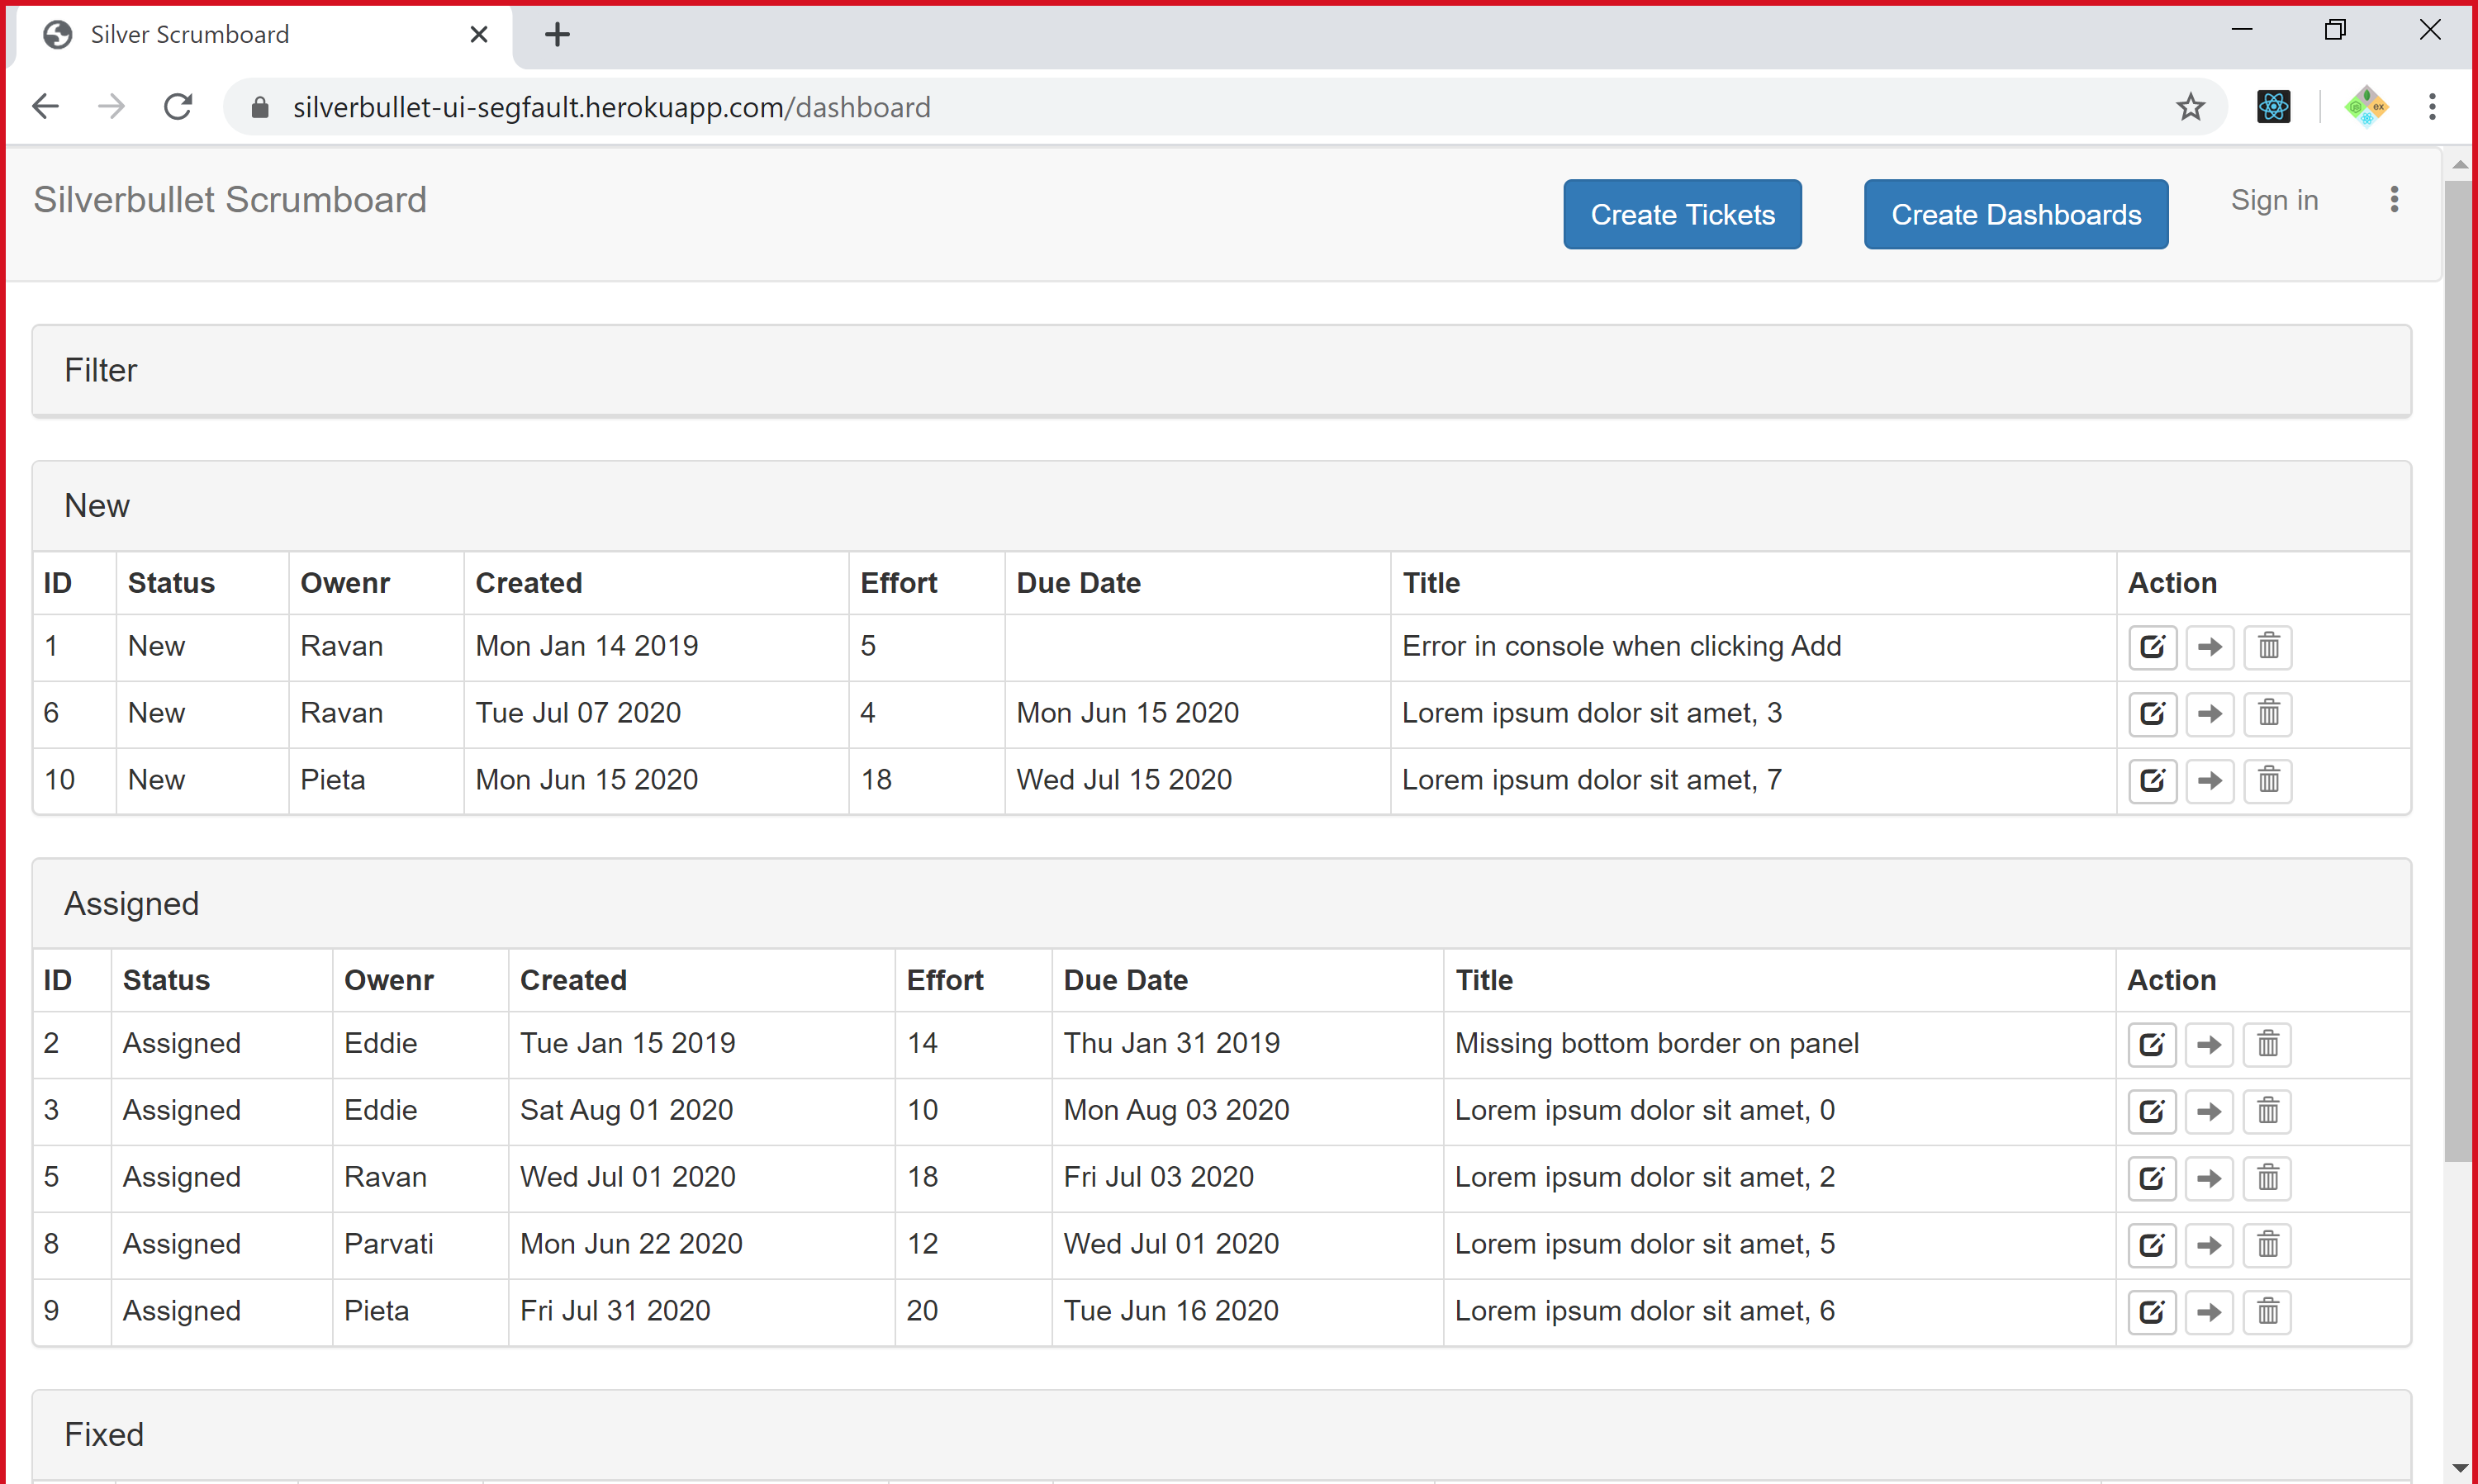 Silver Scrumboard
silverbullet-ui-segfault.herokuapp.com/dashboard
Silverbullet Scrumboard Create Tickets Create Dashboards Sign in
Filter
New
ID Status Owenr Created Effort Due Date Title Action
1 New Ravan Mon Jan 14 2019 5 Error in console when clicking Add
6 New Ravan Tue Jul 07 2020 4 Mon Jun 15 2020 Lorem ipsum dolor sit amet, 3
10 New Pieta Mon Jun 15 2020 18 Wed Jul 15 2020 Lorem ipsum dolor sit amet, 7
Assigned
ID Status Owenr Created Effort Due Date Title Action
2 Assigned Eddie Tue Jan 15 2019 14 Thu Jan 31 2019 Missing bottom border on panel
3 Assigned Eddie Sat Aug 01 2020 10 Mon Aug 03 2020 Lorem ipsum dolor sit amet, 0
5 Assigned Ravan Wed Jul 01 2020 18 Fri Jul 03 2020 Lorem ipsum dolor sit amet, 2
8 Assigned Parvati Mon Jun 22 2020 12 Wed Jul 01 2020 Lorem ipsum dolor sit amet, 5
9 Assigned Pieta Fri Jul 31 2020 20 Tue Jun 16 2020 Lorem ipsum dolor sit amet, 6
Fixed